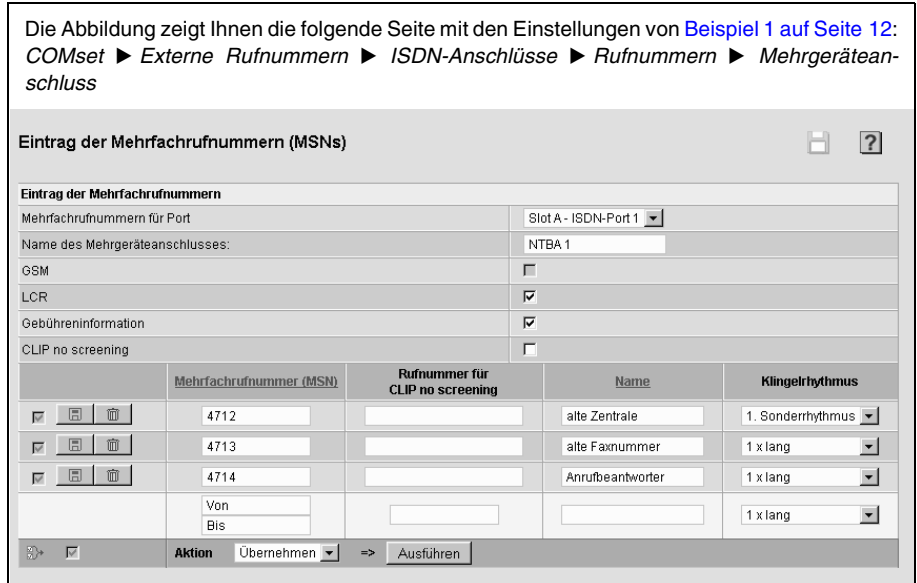 Die Abbildung zeigt Ihnen die folgende Seite mit den Einstellungen von Beispiel 1 auf Seite 12:
COMset ► Externe Rufnummern ► ISDN-Anschlüsse ► Rufnummern ► Mehrgerätean-
schluss
Eintrag der Mehrfachrufnummern (MSNs)
?
Eintrag der Mehrfachrufnummern
Mehrfachrufnummern für Port Slot A - ISDN-Port 1
Name des Mehrgeräteanschlusses: NTBA 1
GSM
LCR
Gebühreninformation
CLIP no screening
Mehrfachrufnummer (MSN) Rufnummer für CLIP no screening Name Klingelrhythmus
4712 alte Zentrale 1. Sonderrhythmus
4713 alte Faxnummer 1 x lang
4714 Anrufbeantworter 1 x lang
Von
Bis
1 x lang
Aktion Übernehmen => Ausführen